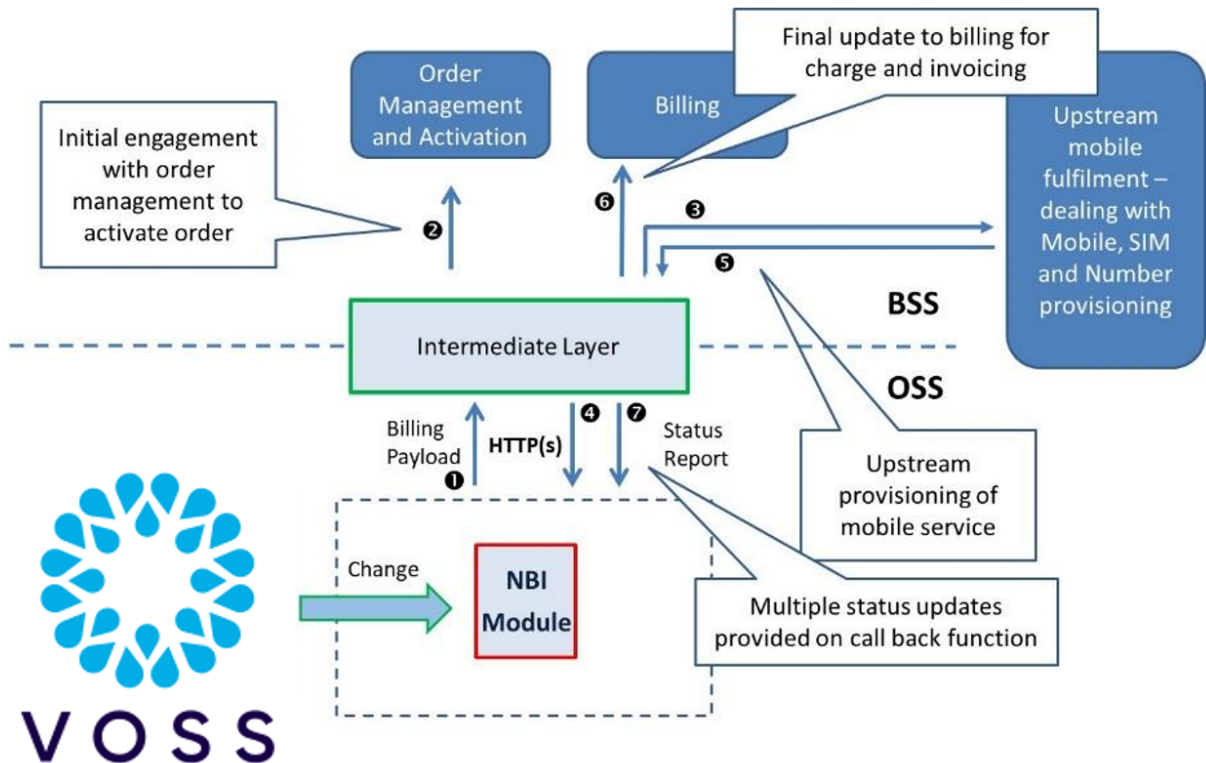 Order
Management
and Activation
Billing
Final update to billing for
charge and invoicing
Upstream
mobile
fulfilment –
dealing with
Mobile, SIM
and Number
provisioning
Initial engagement
with order
management to
activate order
❷
❻
❸
❺
BSS
Intermediate Layer
OSS
Billing
Payload
❶
HTTP(s)
❹
❼
Status
Report
Upstream
provisioning of
mobile service
Change
NBI
Module
Multiple status updates
provided on call back function
VOSS